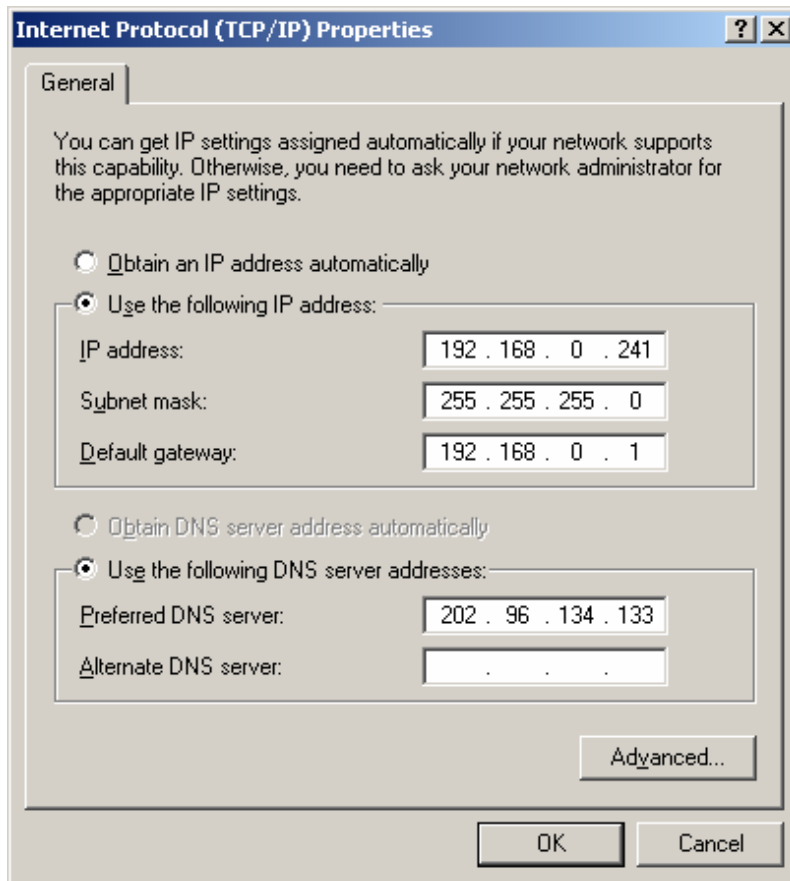 Internet Protocol (TCP/IP) Properties
General
You can get IP settings assigned automatically if your network supports
this capability. Otherwise, you need to ask your network administrator for
the appropriate IP settings.
Obtain an IP address automatically
Use the following IP address:
IP address: 192 . 168 . 0 . 241
Subnet mask: 255 . 255 . 255 . 0
Default gateway: 192 . 168 . 0 . 1
Obtain DNS server address automatically
Use the following DNS server addresses:
Preferred DNS server: 202 . 96 . 134 . 133
Alternate DNS server: . . .
Advanced...
OK Cancel